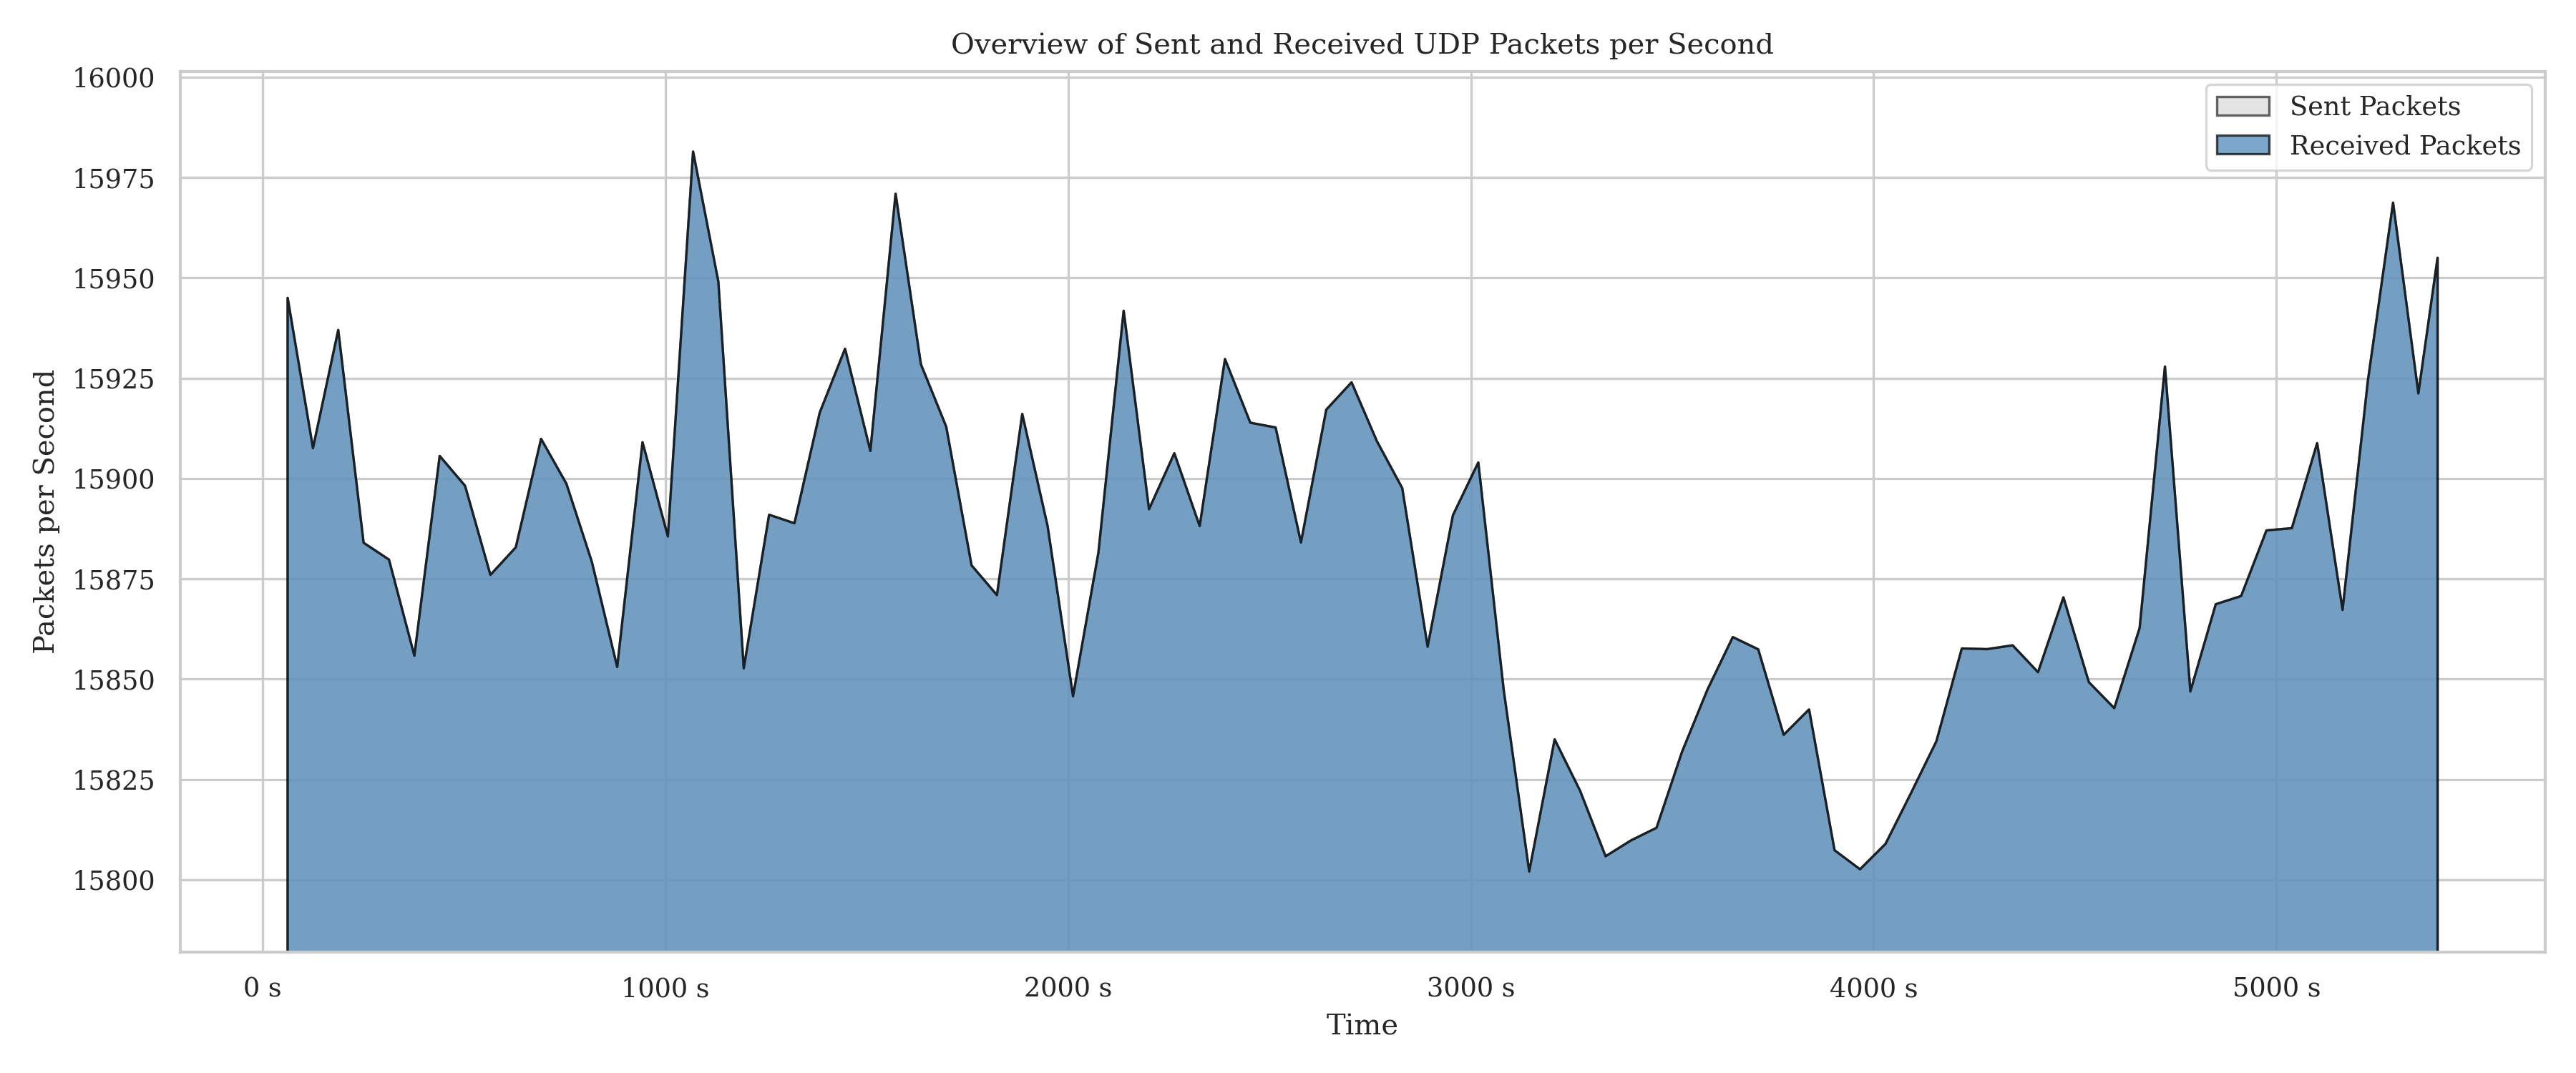 Overview of Sent and Received UDP Packets per Second
16000
15975
15950
15925
15900
15875
15850
15825
15800
Packets per Second
Sent Packets
Received Packets
0 s
1000 s
2000 s
3000 s
4000 s
5000 s
Time